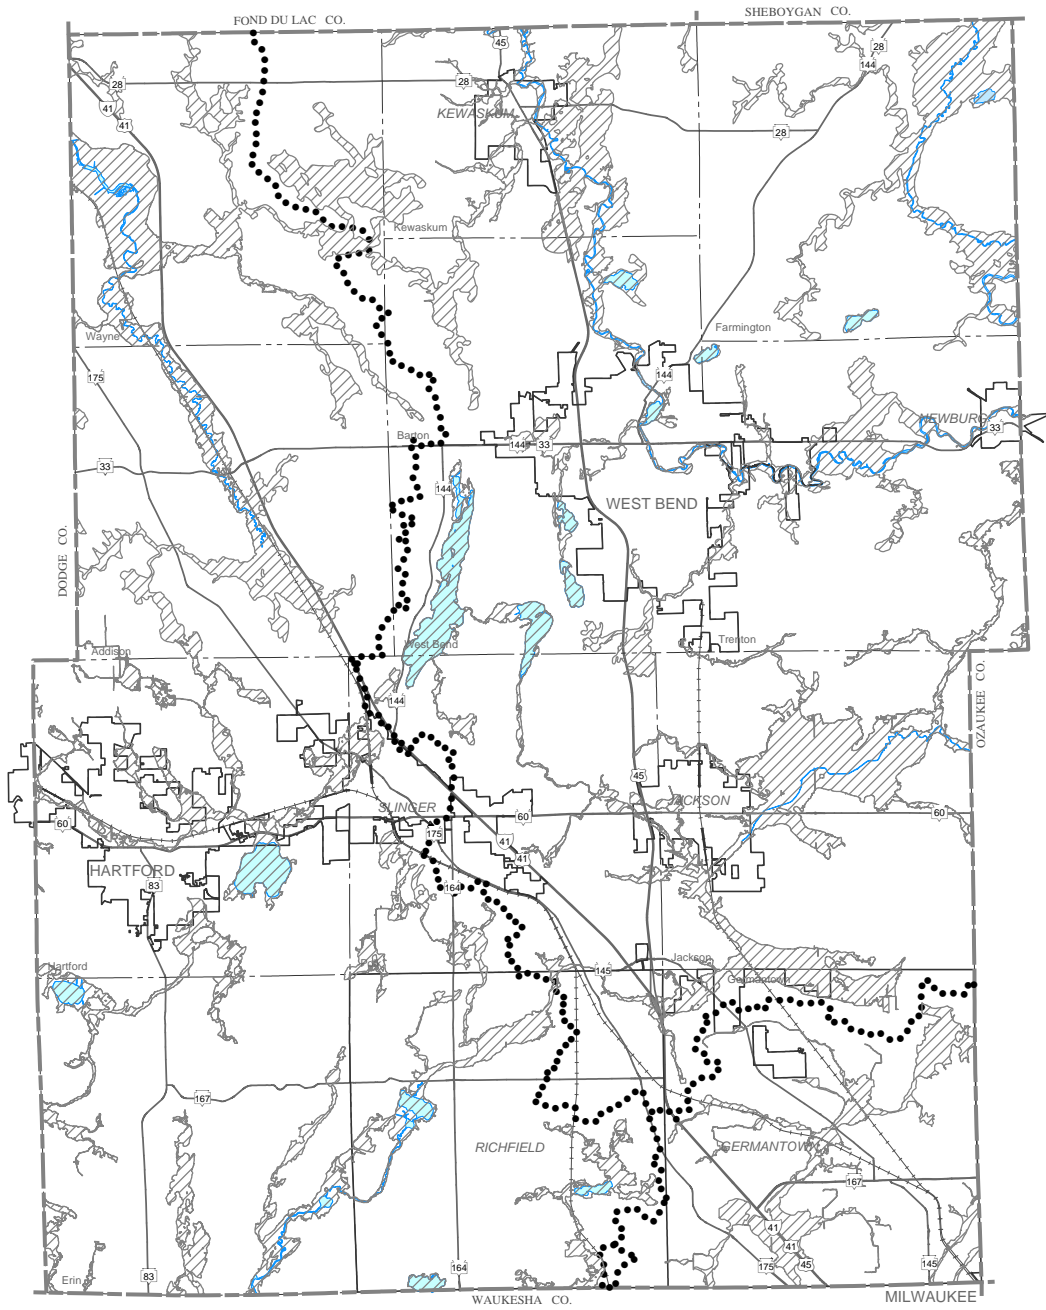 SHEBOYGAN CO.
FOND DU LAC CO.
45
28
144
28
28
41
41
KEWASKUM
28
Kewaskum
Farmington
Wayne
175
144
NEWBURG
33
Barton
144
33
33
144
WEST BEND
DODGE CO.
Trenton
West Bend
Addison
OZAUKEE CO.
144
45
JACKSON
SLINGER
60
60
60
175
41
41
HARTFORD
83
164
Jackson
Hartford
145
Germantown
167
RICHFIELD
GERMANTOWN
167
41
41
45
175
145
164
83
Erin
WAUKESHA CO.
MILWAUKEE